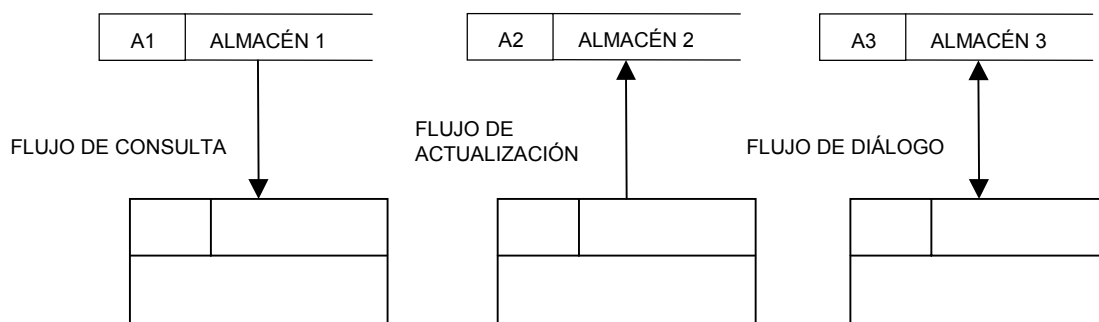 A1 ALMACÉN 1
A2 ALMACÉN 2
A3 ALMACÉN 3
FLUJO DE CONSULTA
FLUJO DE
ACTUALIZACIÓN
FLUJO DE DIÁLOGO